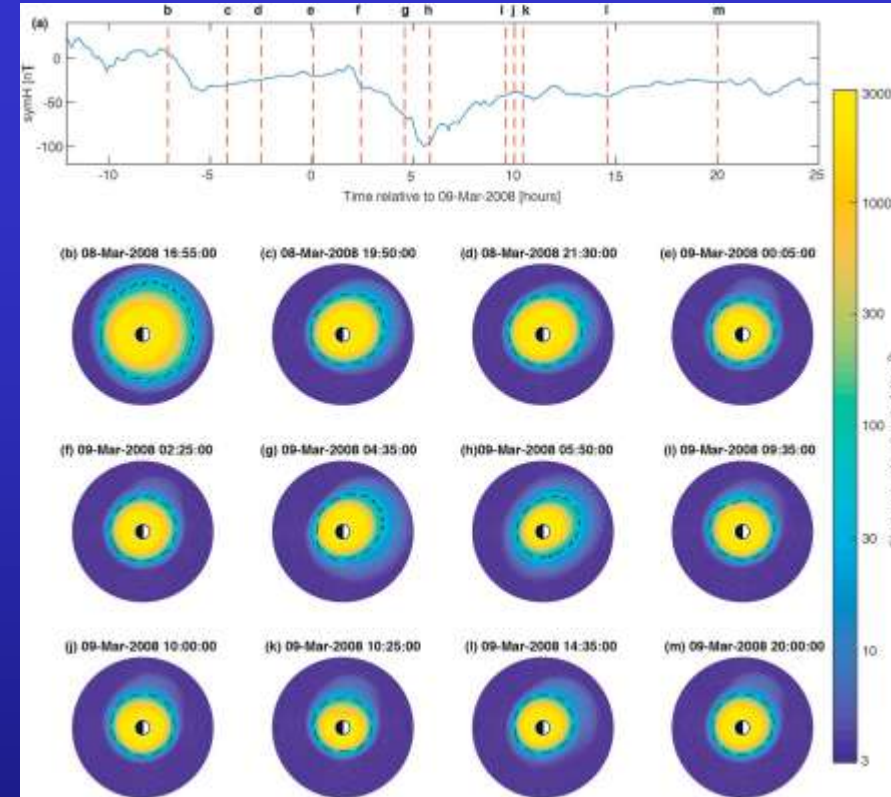 b c d e f g h i j k l m
(a)
symH [nT]
0
-50
-100
-10 -5 0 5 10 15 20 25
Time relative to 09-Mar-2008 [hours]
(b) 08-Mar-2008 16:55:00 (c) 08-Mar-2008 19:50:00 (d) 08-Mar-2008 21:30:00 (e) 09-Mar-2008 00:05:00
(f) 09-Mar-2008 02:25:00 (g) 09-Mar-2008 04:35:00 (h)09-Mar-2008 05:50:00 (i) 09-Mar-2008 09:35:00
(j) 09-Mar-2008 10:00:00 (k) 09-Mar-2008 10:25:00 (l) 09-Mar-2008 14:35:00 (m) 09-Mar-2008 20:00:00
3000
1000
300
100
30
10
3